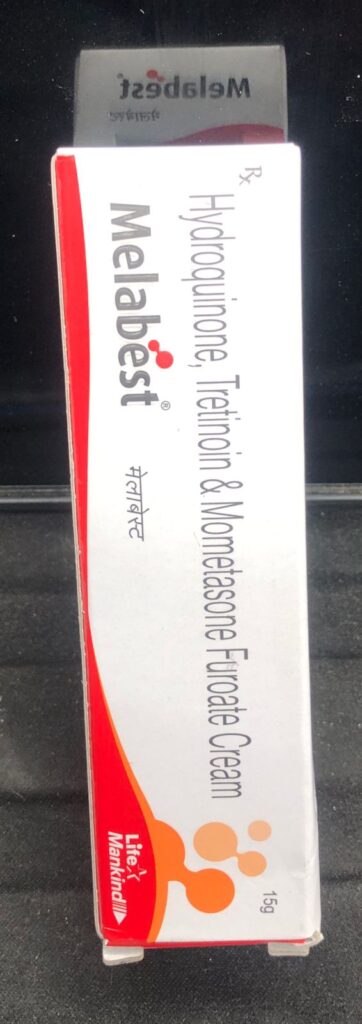 Rx
Hydroquinone, Tretinoin & Mometasone Furoate Cream
Melabest®
मेलाबेस्ट
15g
Life
Mankind
Melabest
मेलाबेस्ट